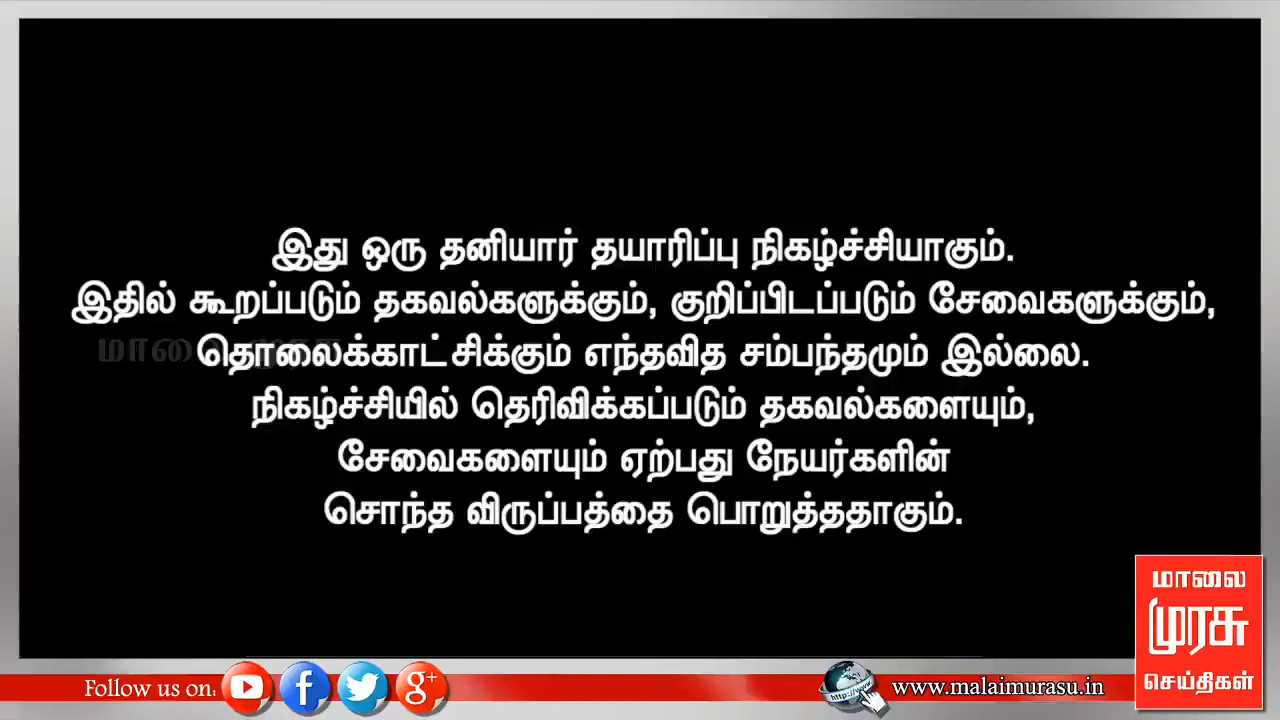 இது ஒரு தனியார் தயாரிப்பு நிகழ்ச்சியாகும்.
இதில் கூறப்படும் தகவல்களுக்கும், குறிப்பிடப்படும் சேவைகளுக்கும்,
தொலைக்காட்சிக்கும் எந்தவித சம்பந்தமும் இல்லை.
நிகழ்ச்சியில் தெரிவிக்கப்படும் தகவல்களையும்,
சேவைகளையும் ஏற்பது நேயர்களின்
சொந்த விருப்பத்தை பொறுத்ததாகும்.
மாலை
முரசு
செய்திகள்
Follow us on:
g+
http://www
www.malaimurasu.in